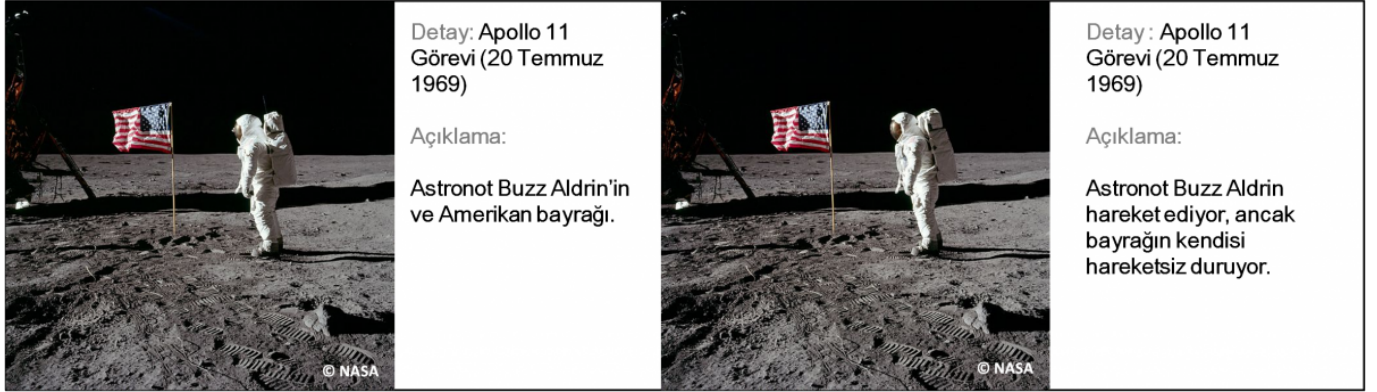 Detay: Apollo 11
Görevi (20 Temmuz
1969)
Açıklama:
Astronot Buzz Aldrin’in
ve Amerikan bayrağı.
© NASA
Detay : Apollo 11
Görevi (20 Temmuz
1969)
Açıklama:
Astronot Buzz Aldrin
hareket ediyor, ancak
bayrağın kendisi
hareketsiz duruyor.
© NASA